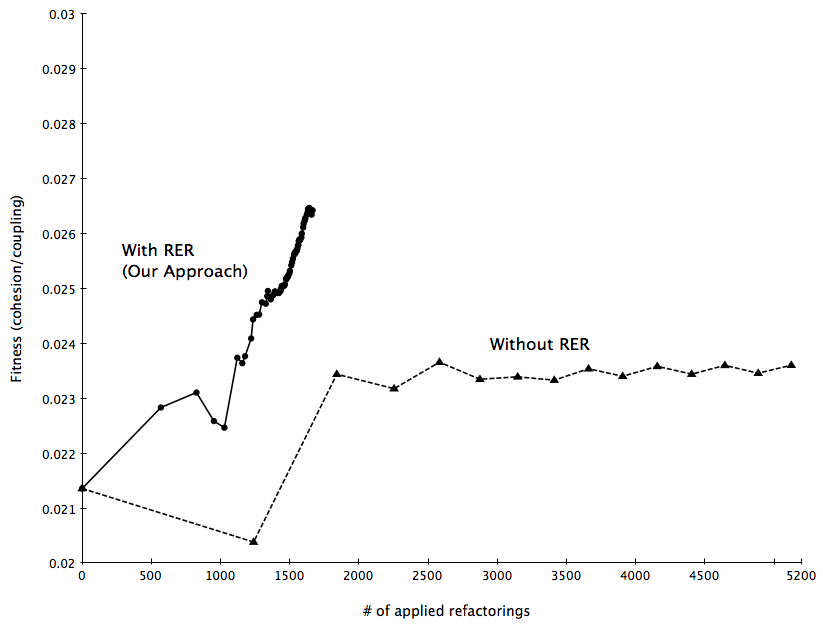 0.03
0.029
0.028
0.027
0.026
0.025
0.024
0.023
0.022
0.021
0.02
Fitness (cohesion/coupling)
With RER
(Our Approach)
Without RER
0 500 1000 1500 2000 2500 3000 3500 4000 4500 5200
# of applied refactorings